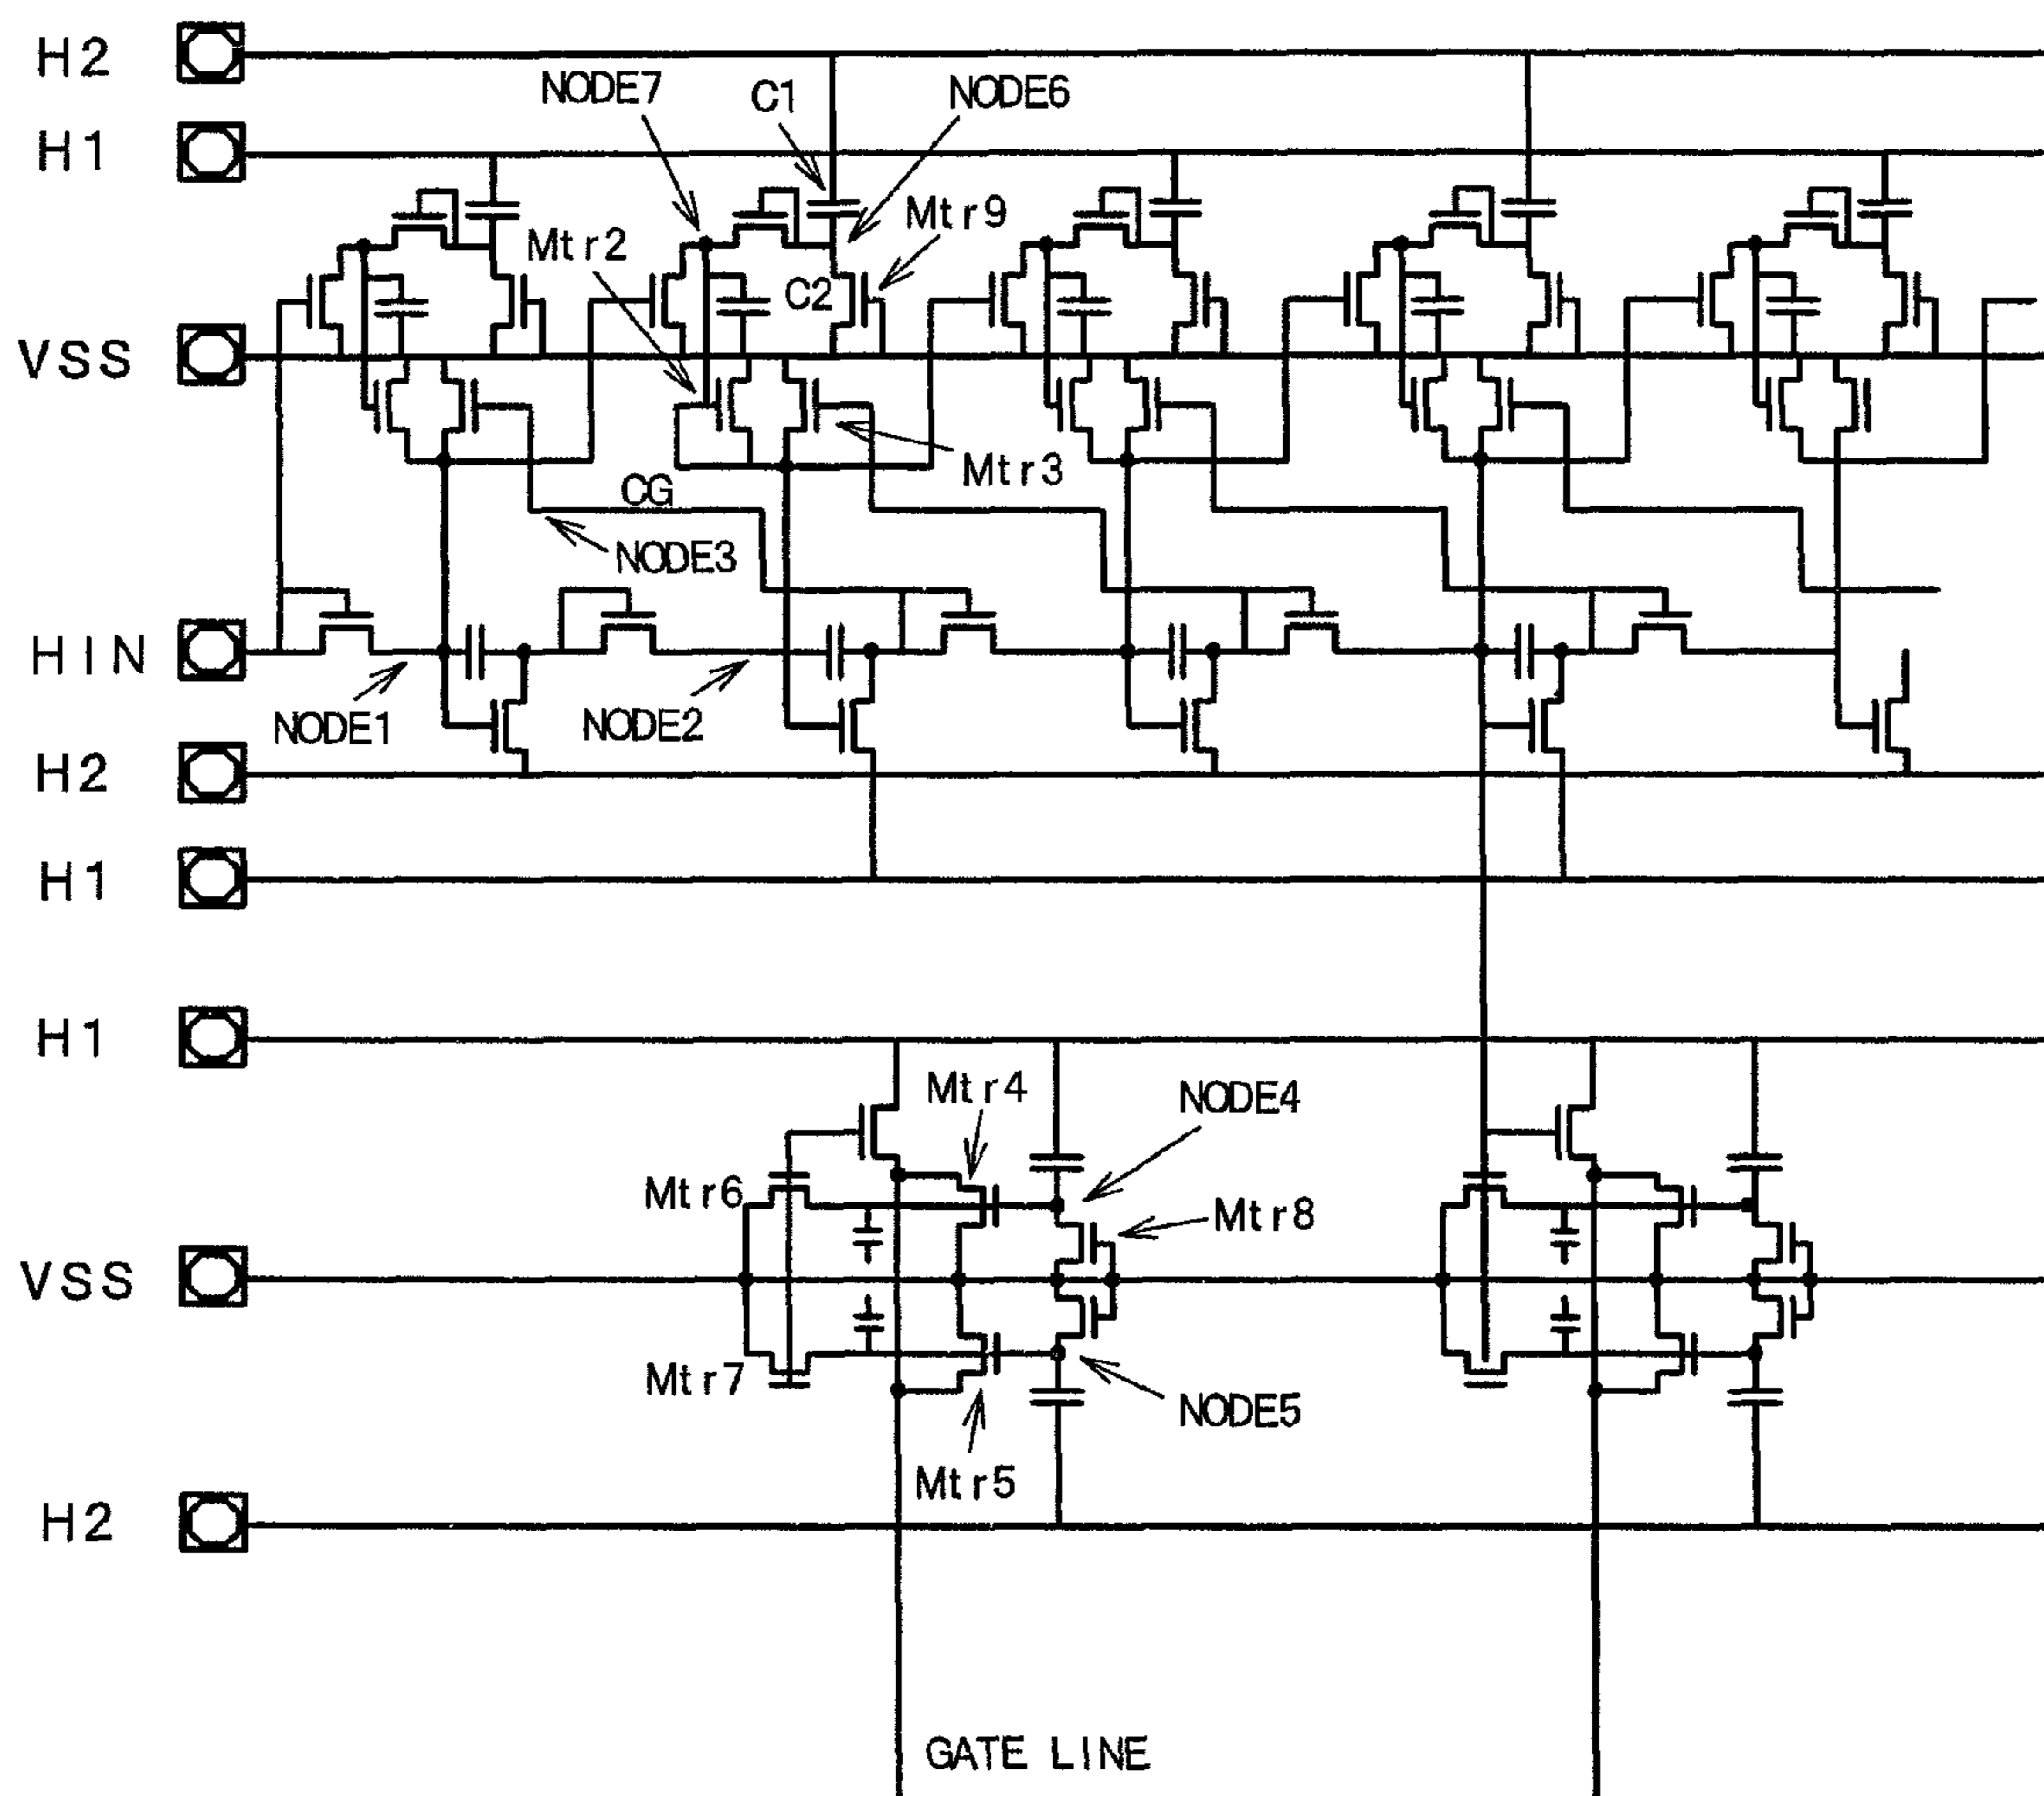 H2
NODE7
C1
NODE6
H1
Mtr2
Mtr9
C2
VSS
Mtr3
CG
NODE3
HIN
NODE1
NODE2
H2
H1
H1
Mtr4
NODE4
Mtr6
Mtr8
VSS
Mtr7
NODE5
Mtr5
H2
GATE LINE